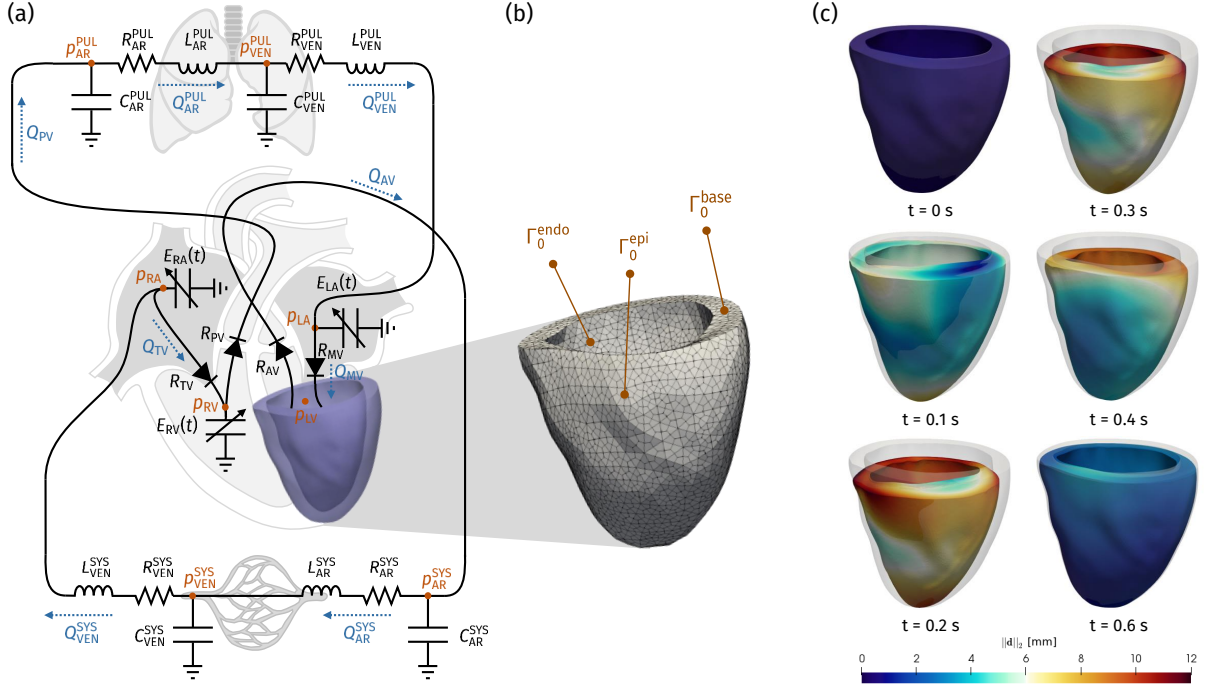 (a)
(b)
(c)
p_AR^PUL
R_AR^PUL
L_AR^PUL
p_VEN^PUL
R_VEN^PUL
L_VEN^PUL
C_AR^PUL
Q_AR^PUL
C_VEN^PUL
Q_VEN^PUL
Q_PV
Q_AV
E_RA(t)
p_RA
E_LA(t)
p_LA
R_PV
R_AV
R_MV
Q_TV
Q_MV
R_TV
p_RV
p_LV
E_RV(t)
L_VEN^SYS
R_VEN^SYS
p_VEN^SYS
L_AR^SYS
R_AR^SYS
p_AR^SYS
Q_VEN^SYS
C_VEN^SYS
Q_AR^SYS
C_AR^SYS
Γ_0^endo
Γ_0^epi
Γ_0^base
t = 0 s
t = 0.3 s
t = 0.1 s
t = 0.4 s
t = 0.2 s
t = 0.6 s
||d||_2 [mm]
0 2 4 6 8 10 12